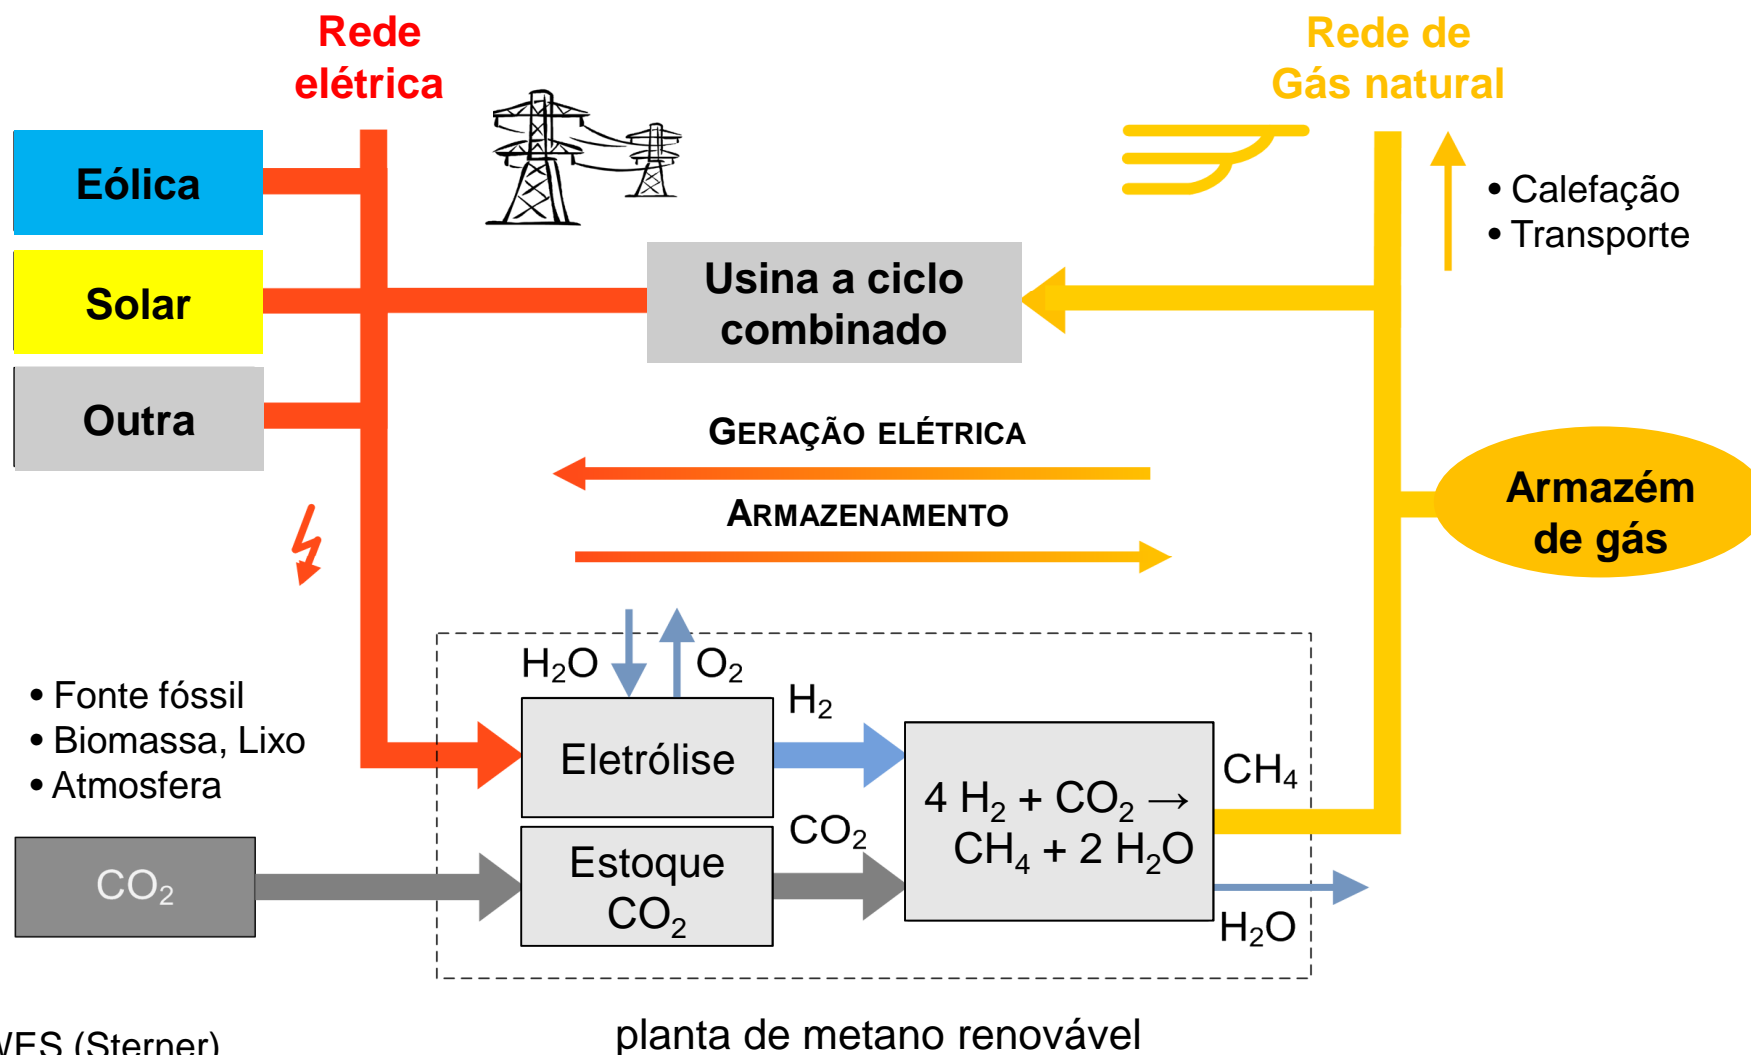 Rede
elétrica
Rede de
Gás natural
Eólica
• Calefação
• Transporte
Usina a ciclo
combinado
Solar
Outra
GERAÇÃO ELÉTRICA
ARMAZENAMENTO
Armazém
de gás
H₂O
O₂
• Fonte fóssil
• Biomassa, Lixo
• Atmosfera
H₂
Eletrólise
CH₄
4 H₂ + CO₂ →
CH₄ + 2 H₂O
CO₂
Estoque
CO₂
CO₂
H₂O
planta de metano renovável
(Sterner)